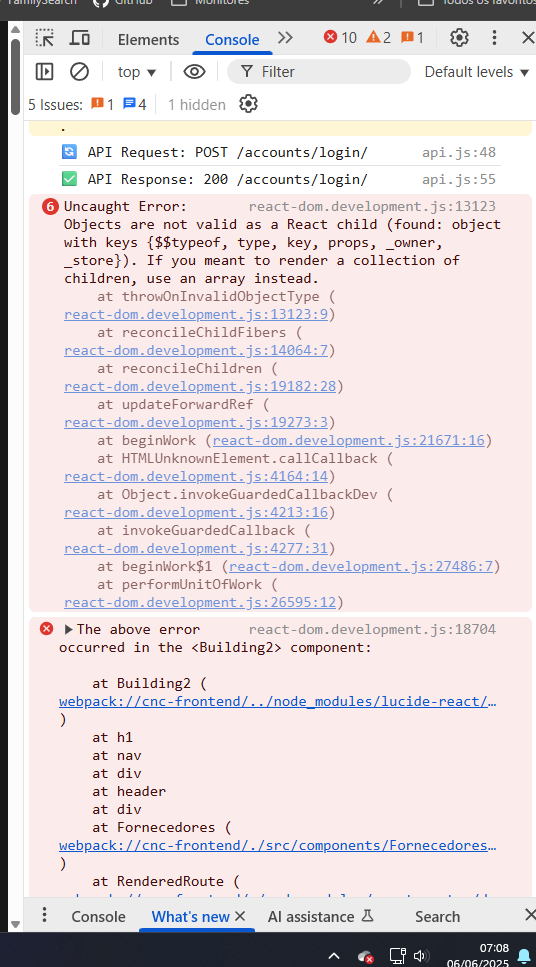 FamilySearch GitHub Monitores » Todos os favoritos
Elements Console » 10 2 1
top Filter Default levels
5 Issues: 1 4 1 hidden
.
API Request: POST /accounts/login/ api.js:48
API Response: 200 /accounts/login/ api.js:55
6 Uncaught Error: react-dom.development.js:13123
Objects are not valid as a React child (found: object
with keys {$$typeof, type, key, props, _owner,
_store}). If you meant to render a collection of
children, use an array instead.
at throwOnInvalidObjectType (
react-dom.development.js:13123:9)
at reconcileChildFibers (
react-dom.development.js:14064:7)
at reconcileChildren (
react-dom.development.js:19182:28)
at updateForwardRef (
react-dom.development.js:19273:3)
at beginWork (react-dom.development.js:21671:16)
at HTMLUnknownElement.callCallback (
react-dom.development.js:4164:14)
at Object.invokeGuardedCallbackDev (
react-dom.development.js:4213:16)
at invokeGuardedCallback (
react-dom.development.js:4277:31)
at beginWork$1 (react-dom.development.js:27486:7)
at performUnitOfWork (
react-dom.development.js:26595:12)
The above error react-dom.development.js:18704
occurred in the <Building2> component:
at Building2 (
webpack://cnc-frontend/../node_modules/lucide-react/…
)
at h1
at nav
at div
at header
at div
at Fornecedores (
webpack://cnc-frontend/./src/components/Fornecedores…
)
at RenderedRoute (
Console What's new AI assistance Search
07:08
06/06/2025